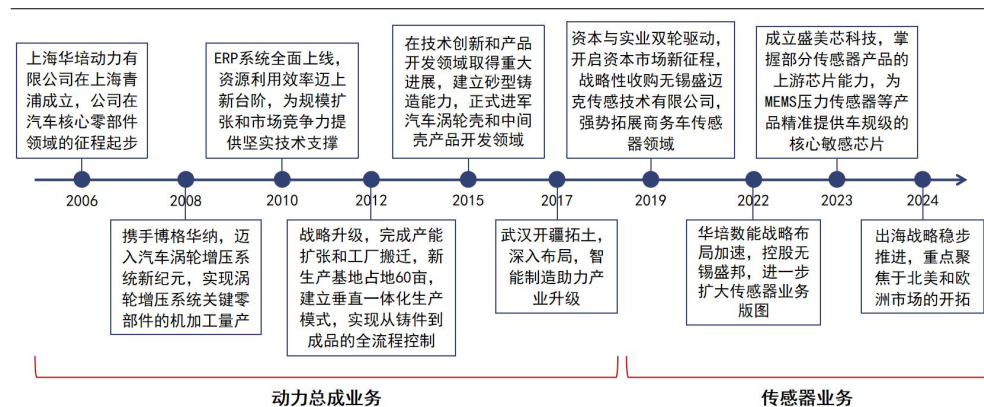 上海华培动力有
限公司在上海青
浦成立，公司在
汽车核心零部件
领域的征程起步
ERP系统全面上线，
资源利用效率迈上
新台阶，为规模扩
张和市场竞争力提
供坚实技术支撑
在技术创新和产品
开发领域取得重大
进展，建立砂型铸
造能力，正式进军
汽车涡轮壳和中间
壳产品开发领域
资本与实业双轮驱动，
开启资本市场新征程，
战略性收购无锡盛迈
克传感技术有限公司，
强势拓展商务车传感
器领域
成立盛美芯科技，掌
握部分传感器产品的
上游芯片能力，为
MEMS压力传感器等产
品精准提供车规级的
核心敏感芯片
2006
2008
2010
2012
2015
2017
2019
2022
2023
2024
携手博格华纳，迈
入汽车涡轮增压系
统新纪元，实现涡
轮增压系统关键零
部件的机加工量产
战略升级，完成产能
扩张和工厂搬迁，新
生产基地占地60亩，
建立垂直一体化生产
模式，实现从铸件到
成品的全流程控制
武汉开疆拓土，
深入布局，智
能制造助力产
业升级
华培数能战略布
局加速，控股无
锡盛邦，进一步
扩大传感器业务
版图
出海战略稳步
推进，重点聚
焦于北美和欧
洲市场的开拓
动力总成业务
传感器业务